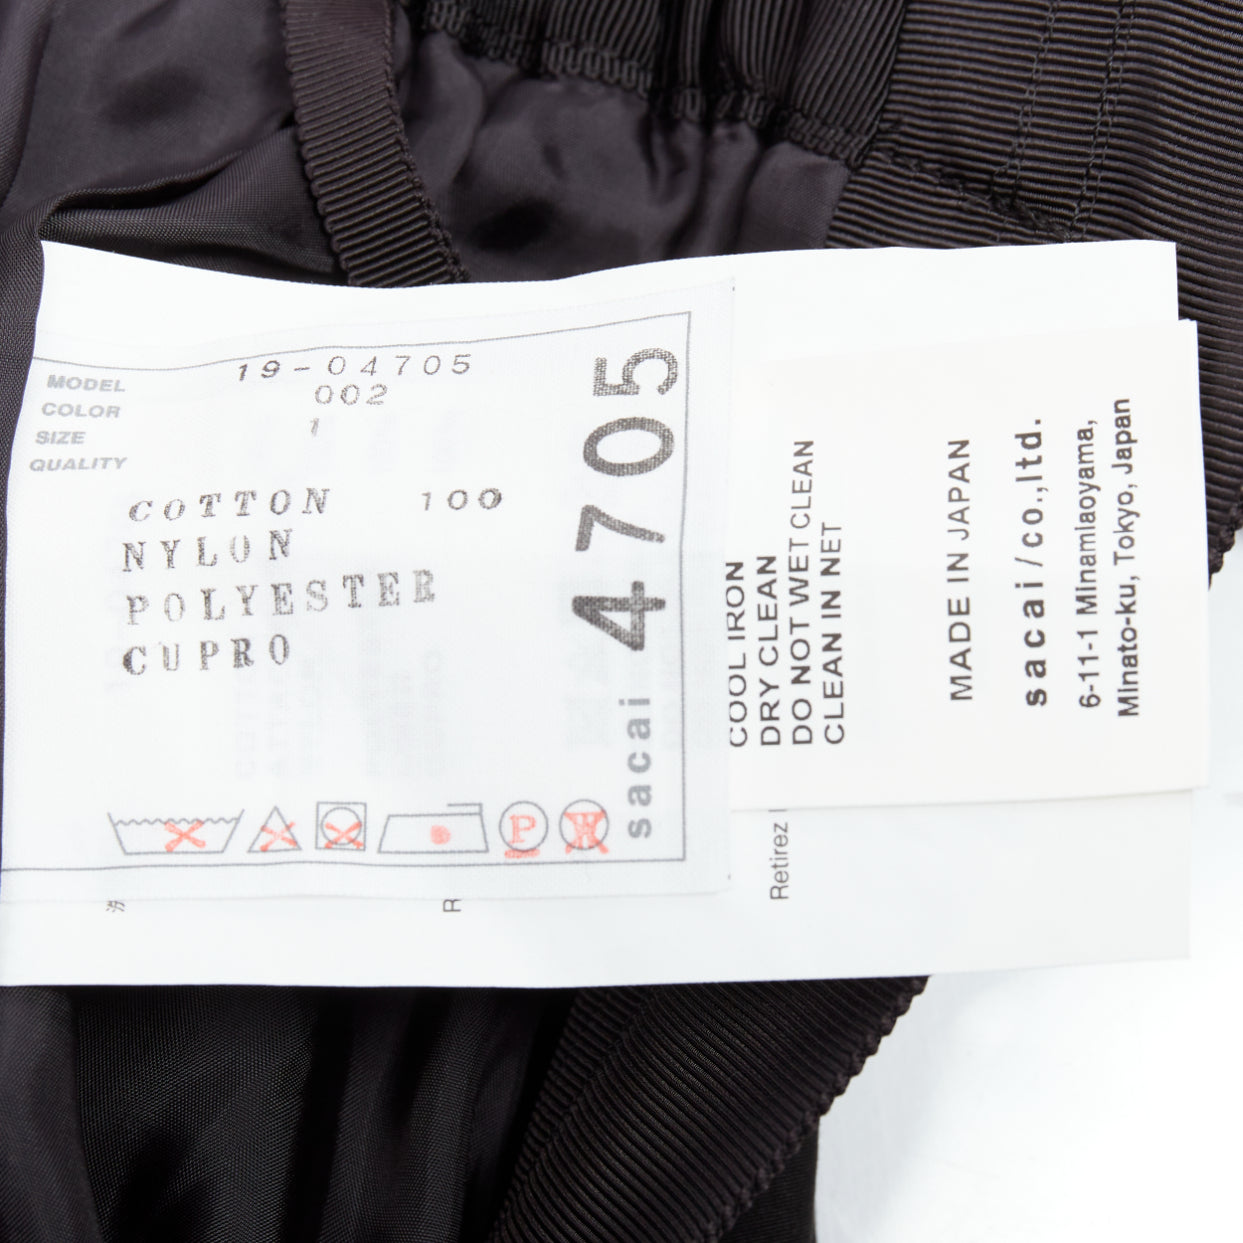 MODEL 19-04705
COLOR 002
SIZE 1
QUALITY
COTTON 100
NYLON
POLYESTER
CUPRO
P
W
sacai 4705
COOL IRON
DRY CLEAN
DO NOT WET CLEAN
CLEAN IN NET
MADE IN JAPAN
sacai/co.,ltd.
6-11-1 Minamiaoyama,
Minato-ku, Tokyo, Japan
R
Retirez